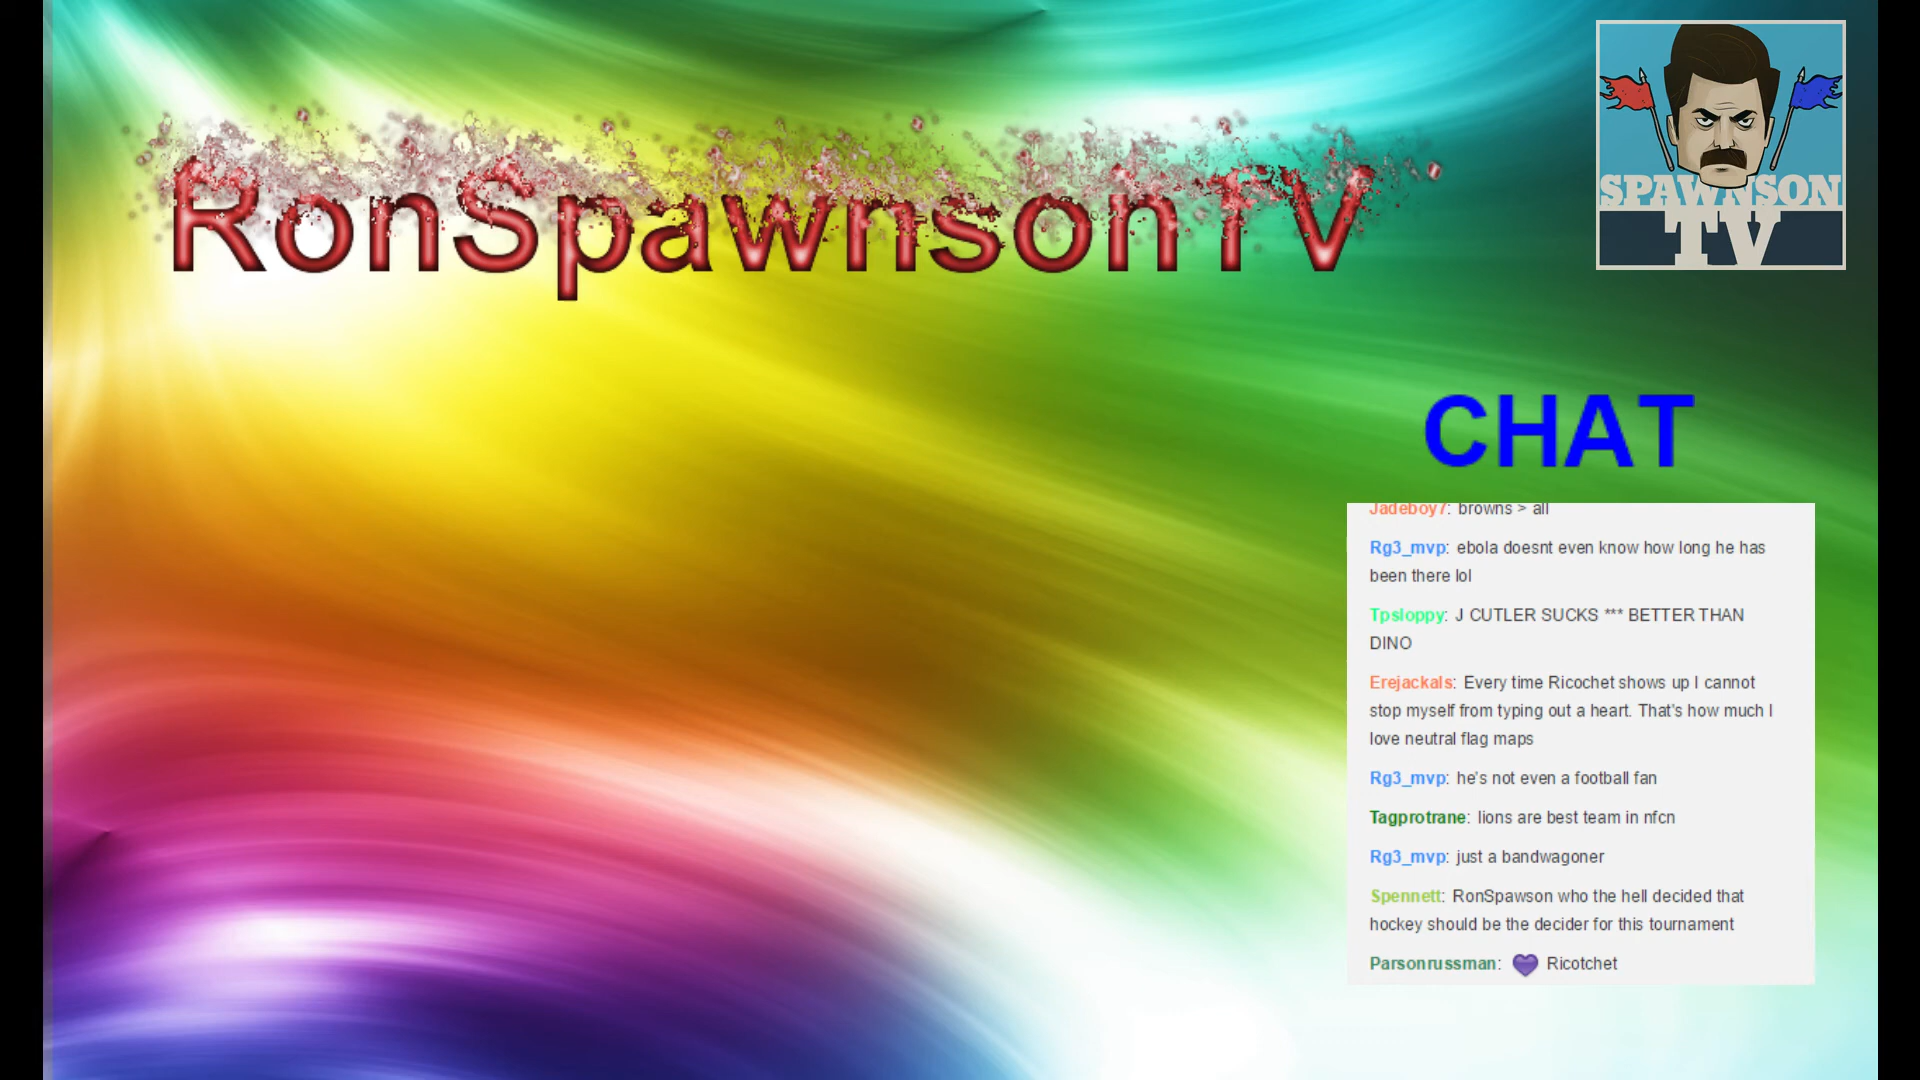 RonSpawnsonTV
SPAWNSON
TV
CHAT
Jadeboy7: browns > all
Rg3_mvp: ebola doesnt even know how long he has
been there lol
Tpsloppy: J CUTLER SUCKS *** BETTER THAN
DINO
Erejackals: Every time Ricochet shows up I cannot
stop myself from typing out a heart. That's how much I
love neutral flag maps
Rg3_mvp: he's not even a football fan
Tagprotrane: lions are best team in nfcn
Rg3_mvp: just a bandwagoner
Spennett: RonSpawson who the hell decided that
hockey should be the decider for this tournament
Parsonrussman: 💜 Ricotchet